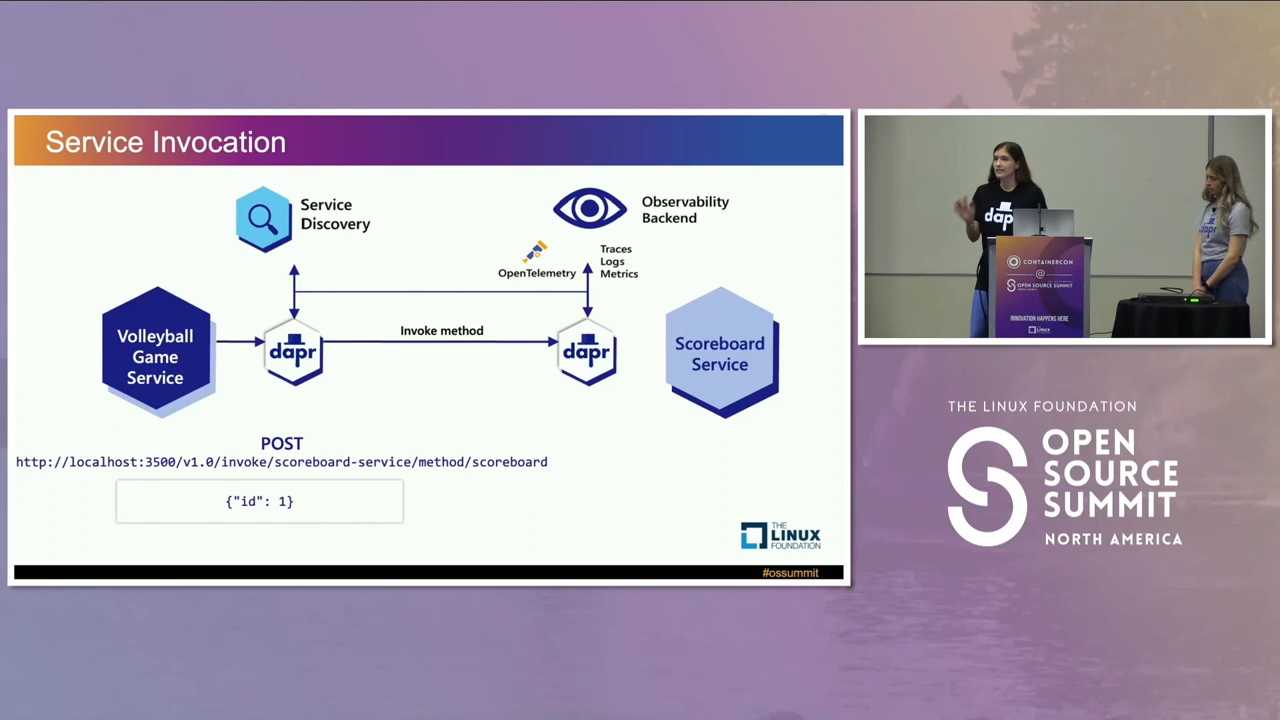 Service Invocation
Service
Discovery
Observability
Backend
OpenTelemetry
Traces
Logs
Metrics
Volleyball
Game
Service
dapr
Invoke method
dapr
Scoreboard
Service
POST
http://localhost:3500/v1.0/invoke/scoreboard-service/method/scoreboard
{"id": 1}
THE
LINUX
FOUNDATION
#ossummit
dapr
dapr
CONTAINERCON
@
OPEN SOURCE SUMMIT
INNOVATION HAPPENS HERE
LINUX
THE LINUX FOUNDATION
OPEN
SOURCE
SUMMIT
NORTH AMERICA